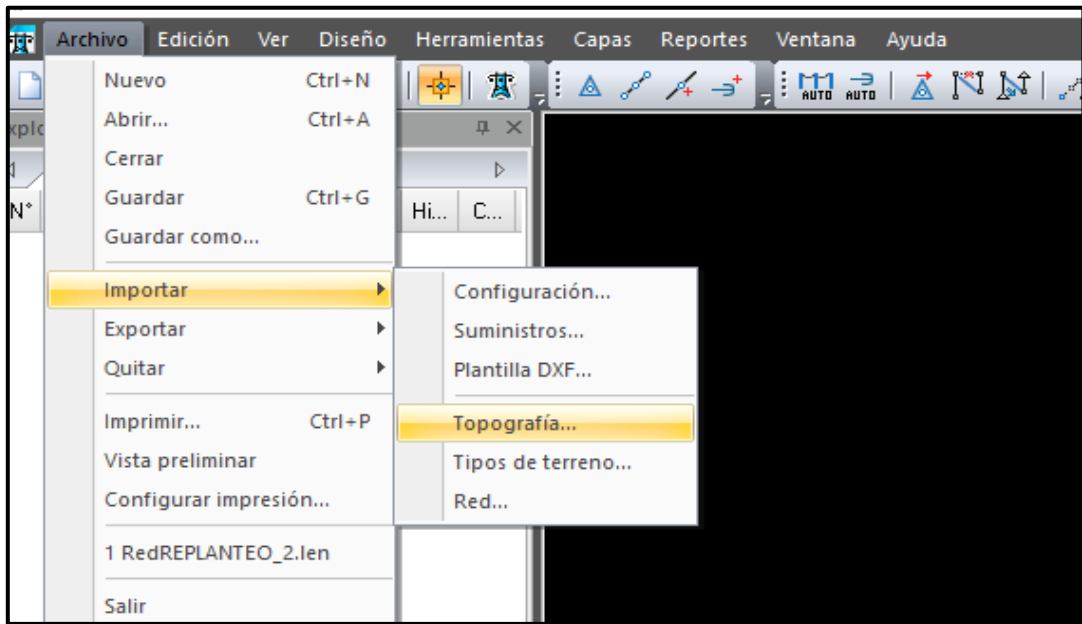 Archivo Edición Ver Diseño Herramientas Capas Reportes Ventana Ayuda
AUTO AUTO
Nuevo Ctrl+N
Abrir... Ctrl+A
Cerrar
Guardar Ctrl+G
N° Hi... C...
Guardar como...
Importar
Configuración...
Exportar
Suministros...
Quitar
Plantilla DXF...
Imprimir... Ctrl+P
Topografía...
Vista preliminar
Tipos de terreno...
Configurar impresión...
Red...
1 RedREPLANTEO_2.len
Salir